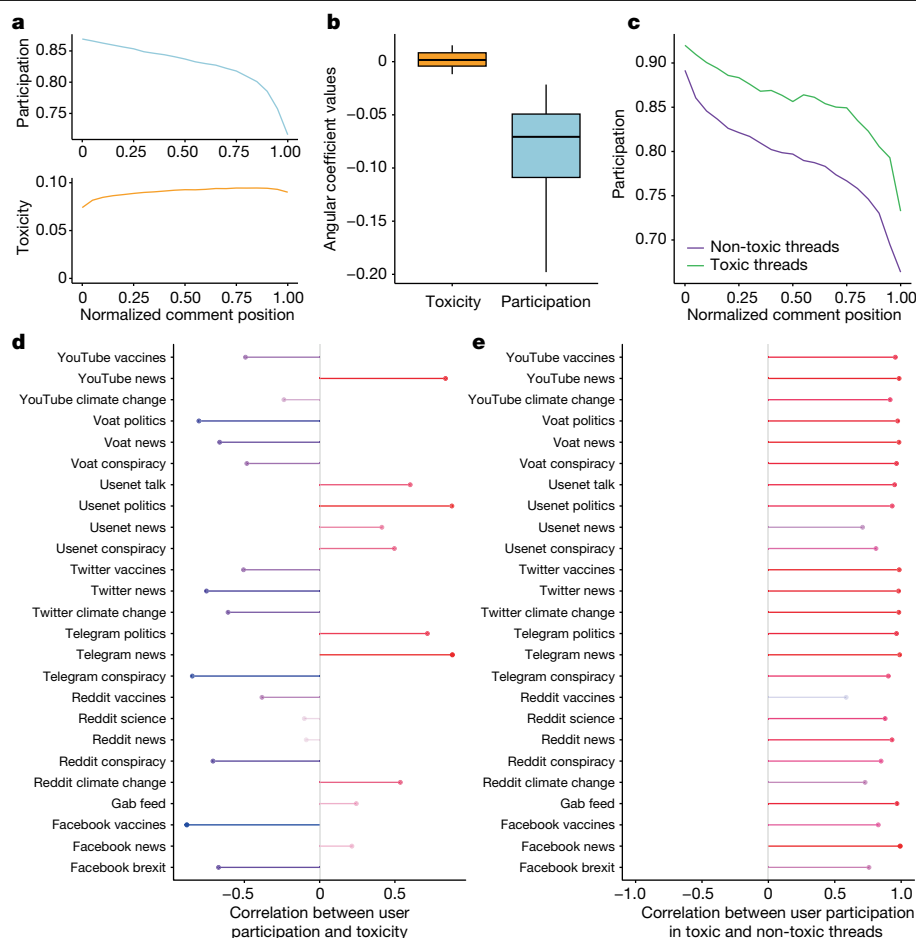 a
Participation
0.85
0.75
0 0.25 0.50 0.75 1.00
Toxicity
0.10
0.05
0
0 0.25 0.50 0.75 1.00
Normalized comment position
b
Angular coefficient values
0
−0.05
−0.10
−0.15
−0.20
Toxicity Participation
c
Participation
0.90
0.85
0.80
0.75
0.70
Non-toxic threads
Toxic threads
0 0.25 0.50 0.75 1.00
Normalized comment position
d
YouTube vaccines
YouTube news
YouTube climate change
Voat politics
Voat news
Voat conspiracy
Usenet talk
Usenet politics
Usenet news
Usenet conspiracy
Twitter vaccines
Twitter news
Twitter climate change
Telegram politics
Telegram news
Telegram conspiracy
Reddit vaccines
Reddit science
Reddit news
Reddit conspiracy
Reddit climate change
Gab feed
Facebook vaccines
Facebook news
Facebook brexit
−0.5 0 0.5
Correlation between user
participation and toxicity
e
YouTube vaccines
YouTube news
YouTube climate change
Voat politics
Voat news
Voat conspiracy
Usenet talk
Usenet politics
Usenet news
Usenet conspiracy
Twitter vaccines
Twitter news
Twitter climate change
Telegram politics
Telegram news
Telegram conspiracy
Reddit vaccines
Reddit science
Reddit news
Reddit conspiracy
Reddit climate change
Gab feed
Facebook vaccines
Facebook news
Facebook brexit
−1.0 −0.5 0 0.5 1.0
Correlation between user participation
in toxic and non-toxic threads